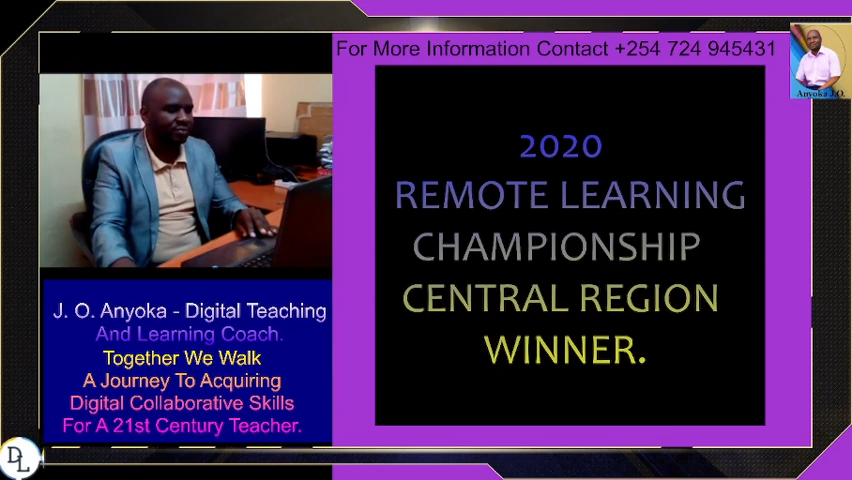 For More Information Contact +254 724 945431
Anyoka J.O.
2020
REMOTE LEARNING
CHAMPIONSHIP
CENTRAL REGION
WINNER.
J. O. Anyoka - Digital Teaching
And Learning Coach.
Together We Walk
A Journey To Acquiring
Digital Collaborative Skills
For A 21st Century Teacher.
DL